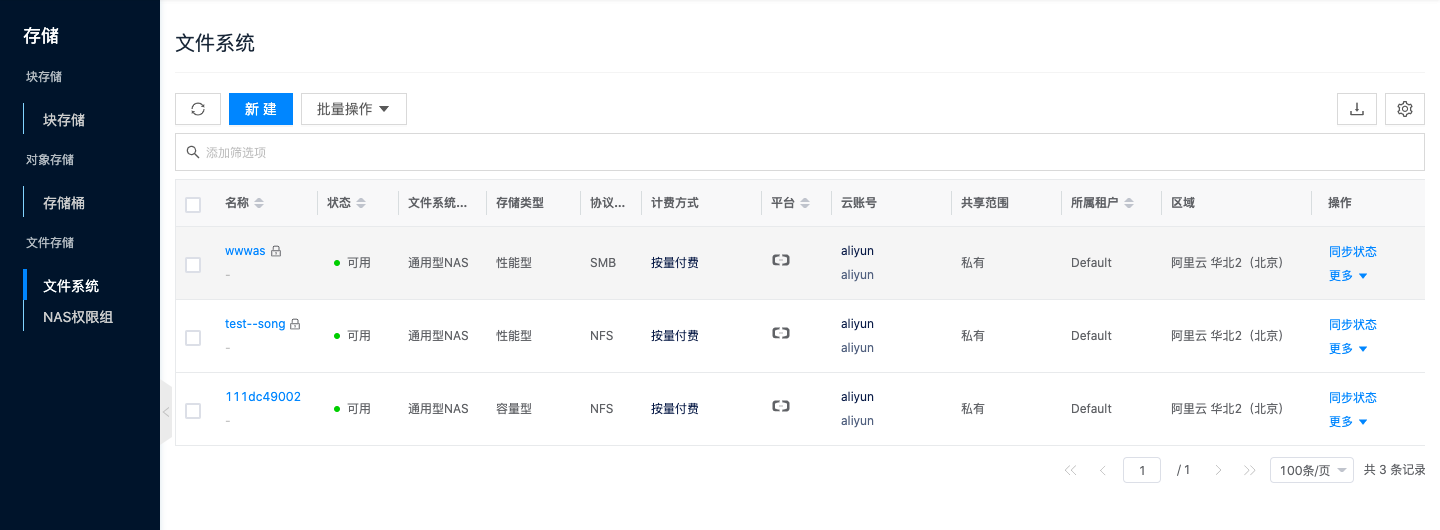 存储
块存储
块存储
对象存储
存储桶
文件存储
文件系统
NAS权限组
文件系统
新 建 批量操作
添加筛选项
名称 状态 文件系统... 存储类型 协议... 计费方式 平台 云账号 共享范围 所属租户 区域 操作
wwwas aliyun 同步状态
可用 通用型NAS 性能型 SMB 按量付费 私有 Default 阿里云 华北2（北京）
- aliyun 更多
test--song aliyun 同步状态
可用 通用型NAS 性能型 NFS 按量付费 私有 Default 阿里云 华北2（北京）
- aliyun 更多
111dc49002 aliyun 同步状态
可用 通用型NAS 容量型 NFS 按量付费 私有 Default 阿里云 华北2（北京）
- aliyun 更多
1 / 1 100条/页 共 3 条记录